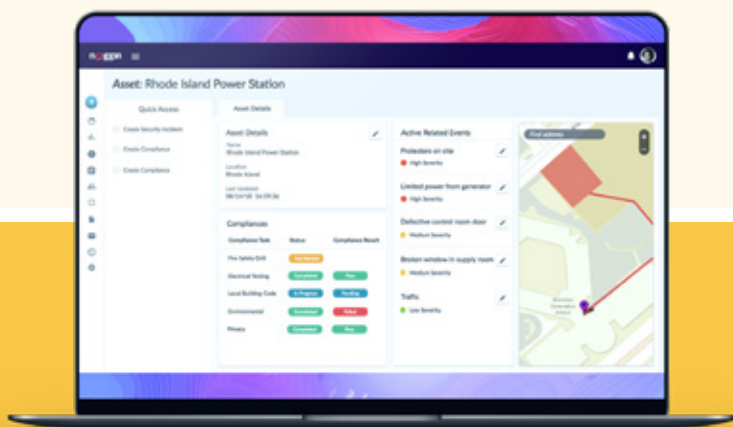 Asset: Rhode Island Power Station
Quick Access
Asset Details
Create Security Incident
Create Compliance
Create Compliance
Asset Details
Name
Rhode Island Power Station
Location
Rhode Island
Last Updated
Compliances
Compliance Task Status Compliance Result
Fire Safety Drill Not Started
Electrical Testing Completed Pass
Local Building Code In Progress Pending
Environmental Completed Failed
Privacy Completed Pass
Active Related Events
Protesters on site
High Severity
Limited power from generator
High Severity
Defective control room door
Medium Severity
Broken window in supply room
Medium Severity
Traffic
Low Severity
Find address